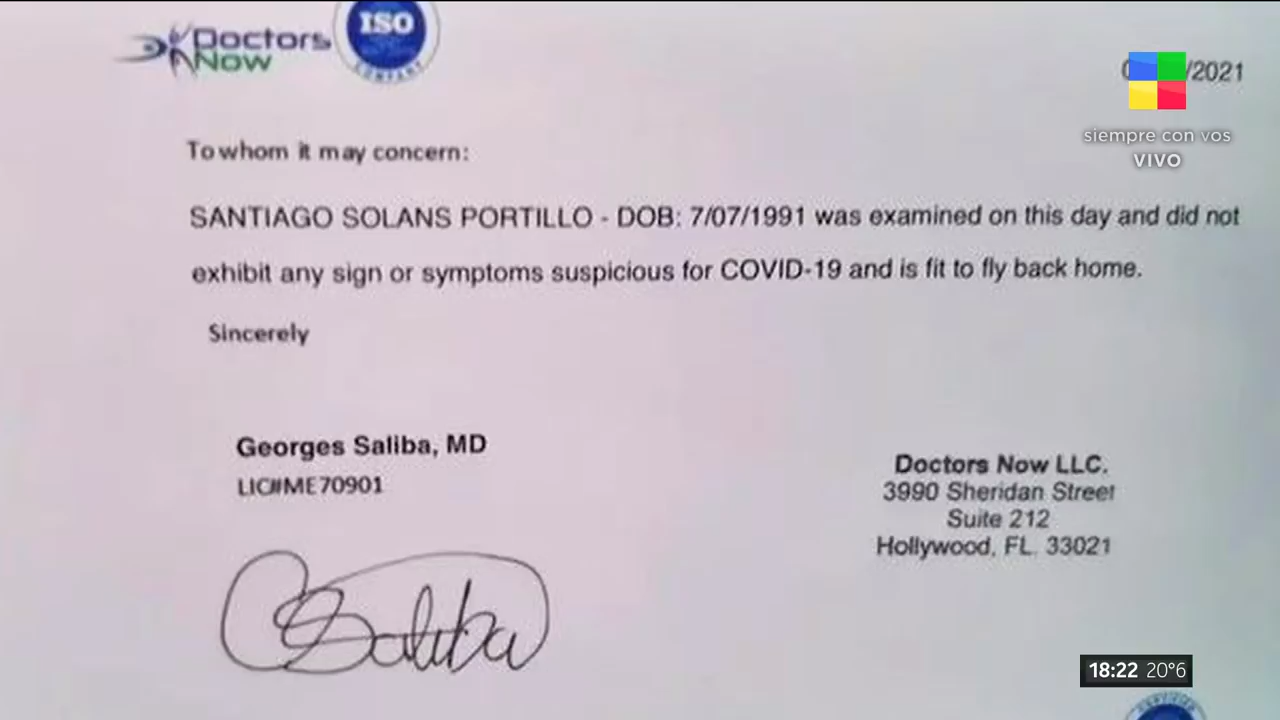 Doctors
Now
ISO
COMPANY
/2021
siempre con vos
VIVO
To whom it may concern:
SANTIAGO SOLANS PORTILLO - DOB: 7/07/1991 was examined on this day and did not
exhibit any sign or symptoms suspicious for COVID-19 and is fit to fly back home.
Sincerely
Georges Saliba, MD
LIC#ME70901
Doctors Now LLC.
3990 Sheridan Street
Suite 212
Hollywood, FL. 33021
GSaliba
18:22 20°6
CERTIFIED